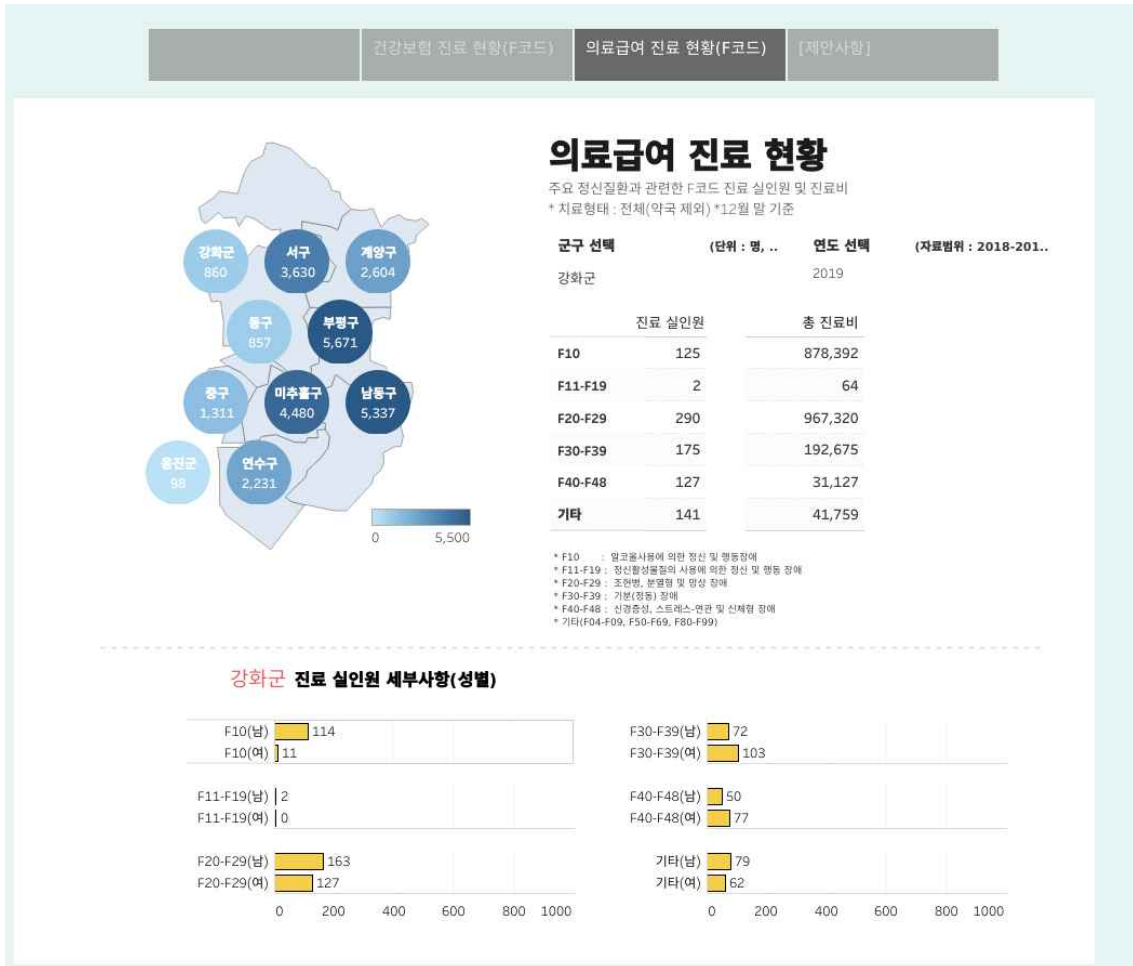 건강보험 진료 현황(F코드)
의료급여 진료 현황(F코드)
[제안사항]
의료급여 진료 현황
주요 정신질환과 관련한 F코드 진료 실인원 및 진료비
* 치료형태 : 전체(약국 제외) *12월 말 기준
군구 선택 (단위 : 명, .. 연도 선택 (자료범위 : 2018-201..
강화군 2019
강화군
860
서구
3,630
계양구
2,604
동구
857
부평구
5,671
중구
1,311
미추홀구
4,480
남동구
5,337
옹진군
98
연수구
2,231
0 5,500
진료 실인원 총 진료비
F10 125 878,392
F11-F19 2 64
F20-F29 290 967,320
F30-F39 175 192,675
F40-F48 127 31,127
기타 141 41,759
* F10 : 알코올사용에 의한 정신 및 행동장애
* F11-F19 : 정신활성물질의 사용에 의한 정신 및 행동 장애
* F20-F29 : 조현병, 분열형 및 망상 장애
* F30-F39 : 기분(정동) 장애
* F40-F48 : 신경증성, 스트레스-연관 및 신체형 장애
* 기타(F04-F09, F50-F69, F80-F99)
강화군 진료 실인원 세부사항(성별)
F10(남) 114
F10(여) 11
F11-F19(남) 2
F11-F19(여) 0
F20-F29(남) 163
F20-F29(여) 127
0 200 400 600 800 1000
F30-F39(남) 72
F30-F39(여) 103
F40-F48(남) 50
F40-F48(여) 77
기타(남) 79
기타(여) 62
0 200 400 600 800 1000